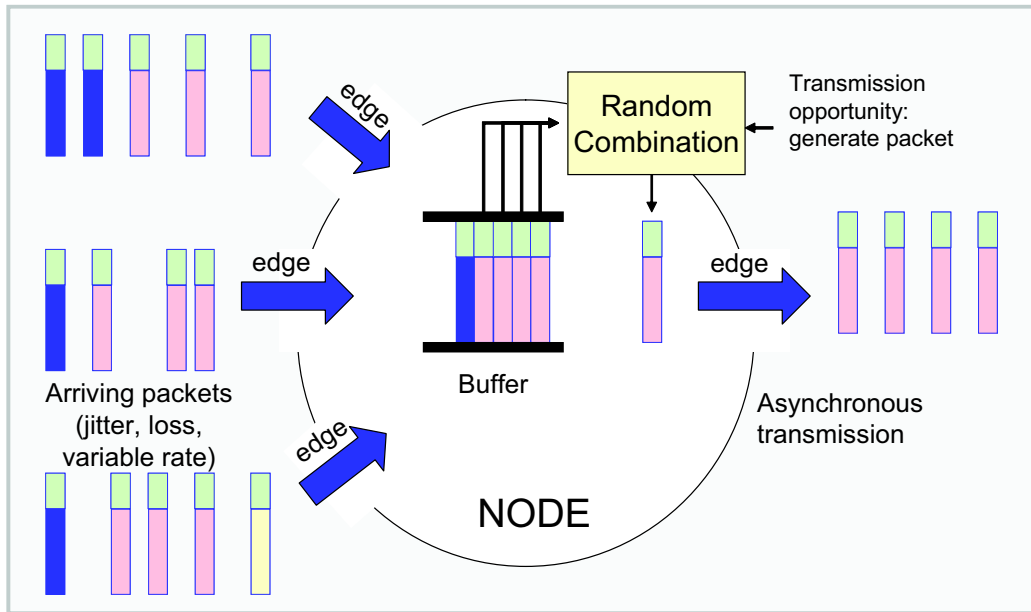 edge
Random
Combination
Transmission
opportunity:
generate packet
edge
edge
Buffer
Arriving packets
(jitter, loss,
variable rate)
edge
Asynchronous
transmission
NODE